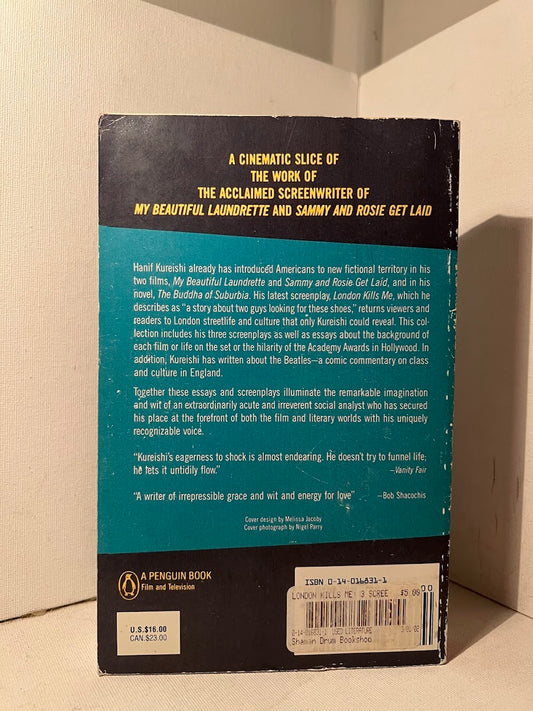 A CINEMATIC SLICE OF
THE WORK OF
THE ACCLAIMED SCREENWRITER OF
MY BEAUTIFUL LAUNDRETTE AND SAMMY AND ROSIE GET LAID
Hanif Kureishi already has introduced Americans to new fictional territory in his
two films, My Beautiful Laundrette and Sammy and Rosie Get Laid, and in his
novel, The Buddha of Suburbia. His latest screenplay, London Kills Me, which he
describes as "a story about two guys looking for these shoes," returns viewers and
readers to London streetlife and culture that only Kureishi could reveal. This col-
lection includes his three screenplays as well as essays about the background of
each film or life on the set or the hilarity of the Academy Awards in Hollywood. In
addition, Kureishi has written about the Beatles—a comic commentary on class
and culture in England.
Together these essays and screenplays illuminate the remarkable imagination
and wit of an extraordinarily acute and irreverent social analyst who has secured
his place at the forefront of both the film and literary worlds with his uniquely
recognizable voice.
"Kureishi's eagerness to shock is almost endearing. He doesn't try to funnel life;
he lets it untidily flow."
—Vanity Fair
"A writer of irrepressible grace and wit and energy for love"
—Bob Shacochis
Cover design by Melissa Jacoby
Cover photograph by Nigel Parry
A PENGUIN BOOK
Film and Television
U.S.$16.00
CAN.$23.00
ISBN 0-14-016831-1
00
LONDON KILLS ME: 3 SCREE $5.00
0-14-016831-1 USED LITERATURE
Shaman Drum Bookshop